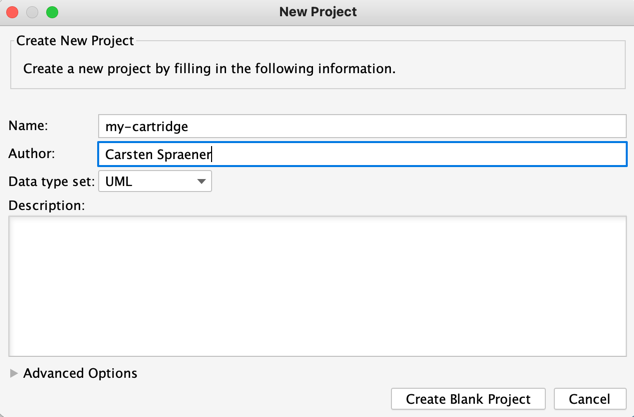 New Project
Create New Project
Create a new project by filling in the following information.
Name: my-cartridge
Author: Carsten Spraener
Data type set: UML
Description:
Advanced Options
Create Blank Project Cancel